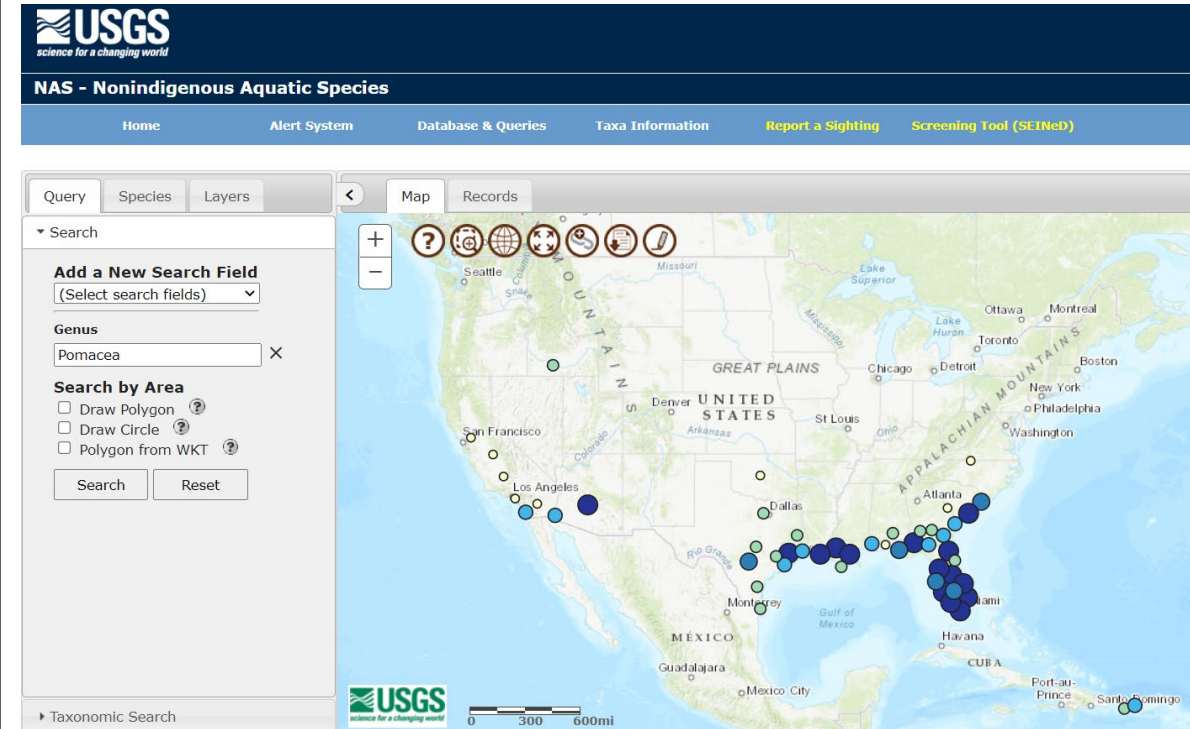 USGS
science for a changing world
NAS - Nonindigenous Aquatic Species
Home Alert System Database & Queries Taxa Information Report a Sighting Screening Tool (SEINeD)
Query Species Layers
< Map Records
Search
Add a New Search Field
(Select search fields)
Genus
Pomacea
Search by Area
Draw Polygon ?
Draw Circle ?
Polygon from WKT ?
Search Reset
Taxonomic Search
+
−
?
Seattle
Missouri
Lake
Superior
Snake
Ottawa Montreal
Lake
Huron
Toronto
Mississippi
GREAT PLAINS
Chicago Detroit
Boston
New York
Philadelphia
Washington
Denver UNITED
STATES
St Louis
Ohio
Arkansas
Colorado
San Francisco
Los Angeles
APPALACHIAN MOUNTAINS
Atlanta
Dallas
Rio Grande
Monterrey
Gulf of
Mexico
MÉXICO
Havana
CUBA
Guadalajara
Mexico City
Port-au-
Prince
Santo Domingo
USGS
science for a changing world
0 300 600mi